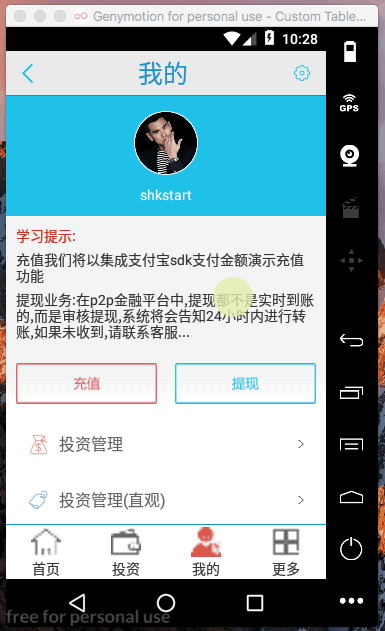 Genymotion for personal use - Custom Table...
10:28
我的
GPS
shkstart
学习提示:
充值我们将以集成支付宝sdk支付金额演示充值
功能
提现业务:在p2p金融平台中,提现都不是实时到账
的,而是审核提现,系统将会告知24小时内进行转
账,如果未收到,请联系客服...
充值
提现
投资管理
投资管理(直观)
首页
投资
我的
更多
free for personal use